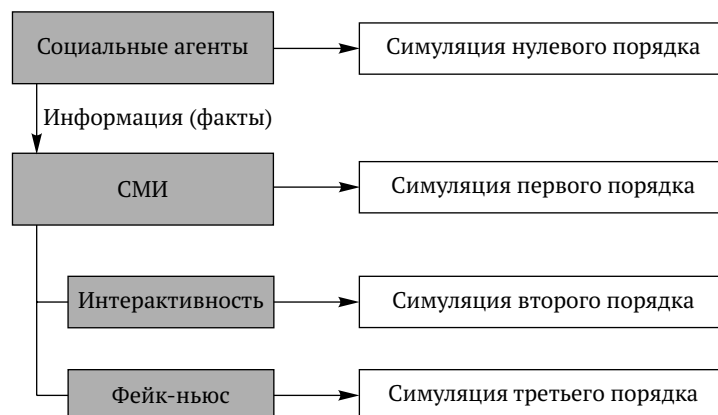 Социальные агенты
Симуляция нулевого порядка
Информация (факты)
СМИ
Симуляция первого порядка
Интерактивность
Симуляция второго порядка
Фейк-ньюс
Симуляция третьего порядка